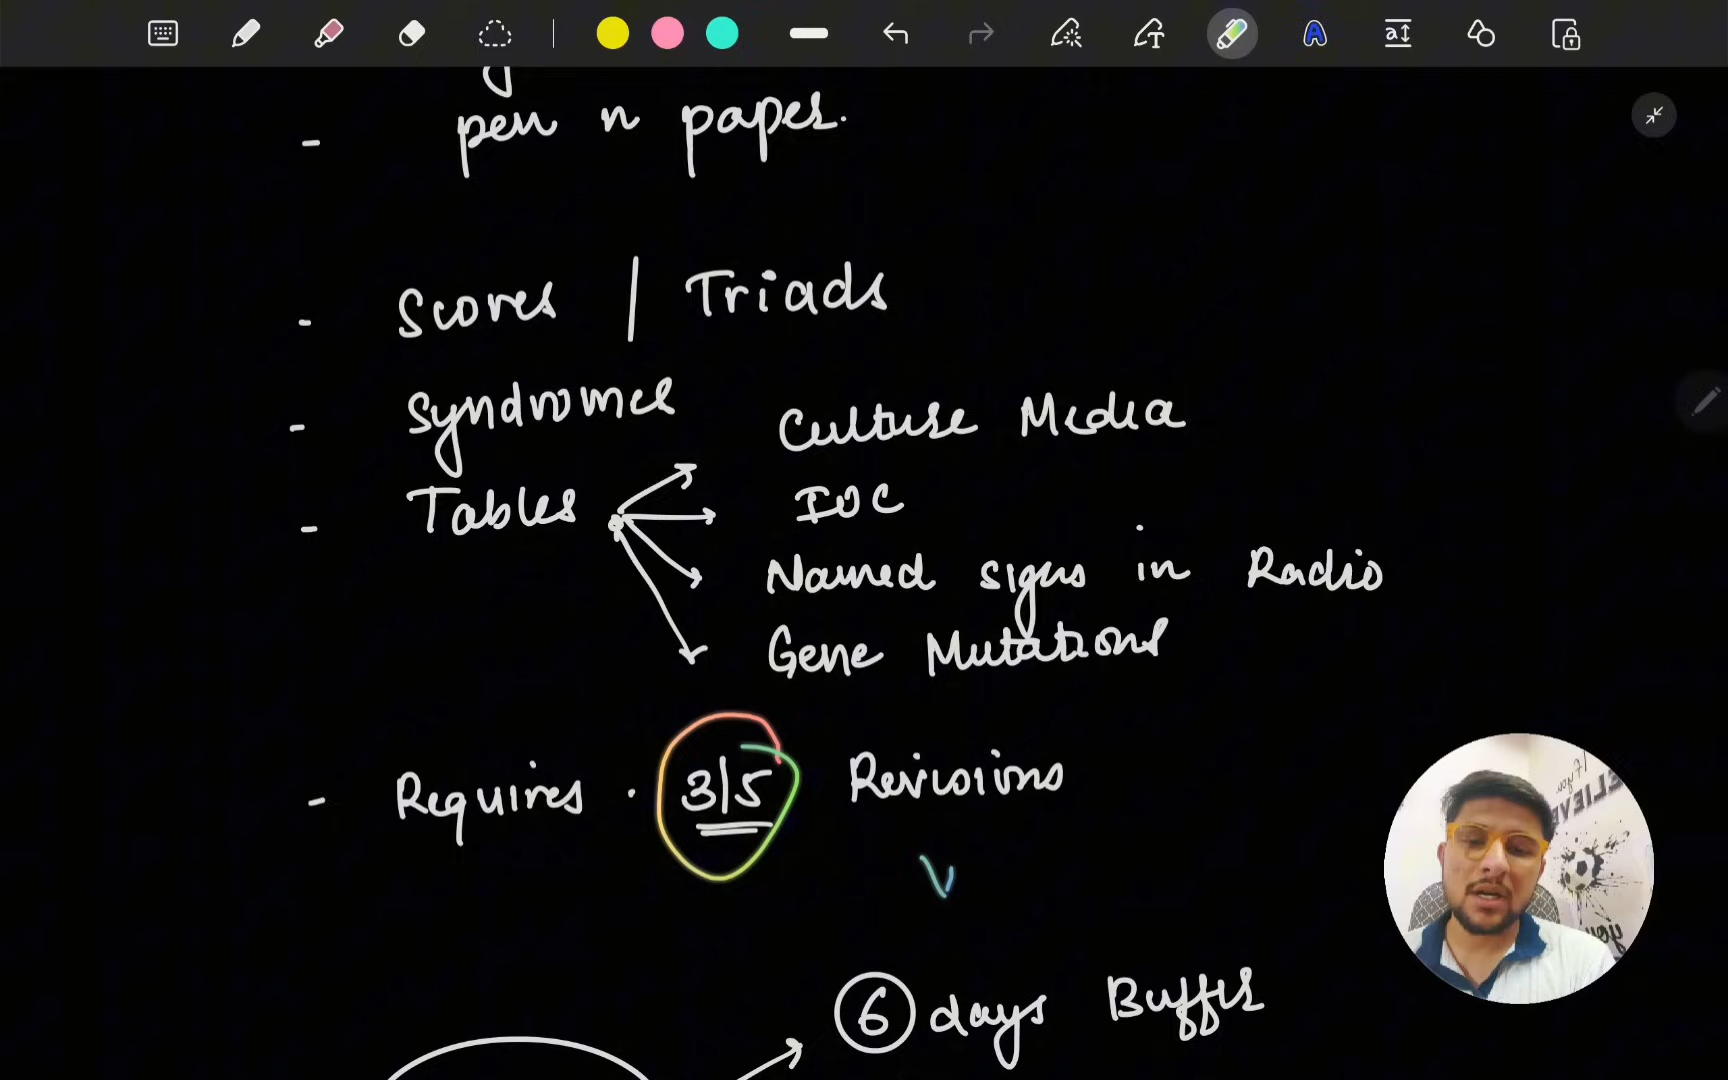 - pen n paper.
- Scores | Triads
- Syndromes
Culture Media
- Tables
IOC
Named signs in Radio
Gene Mutations
- Requires . 3|5 Revisions
6 days Buffer